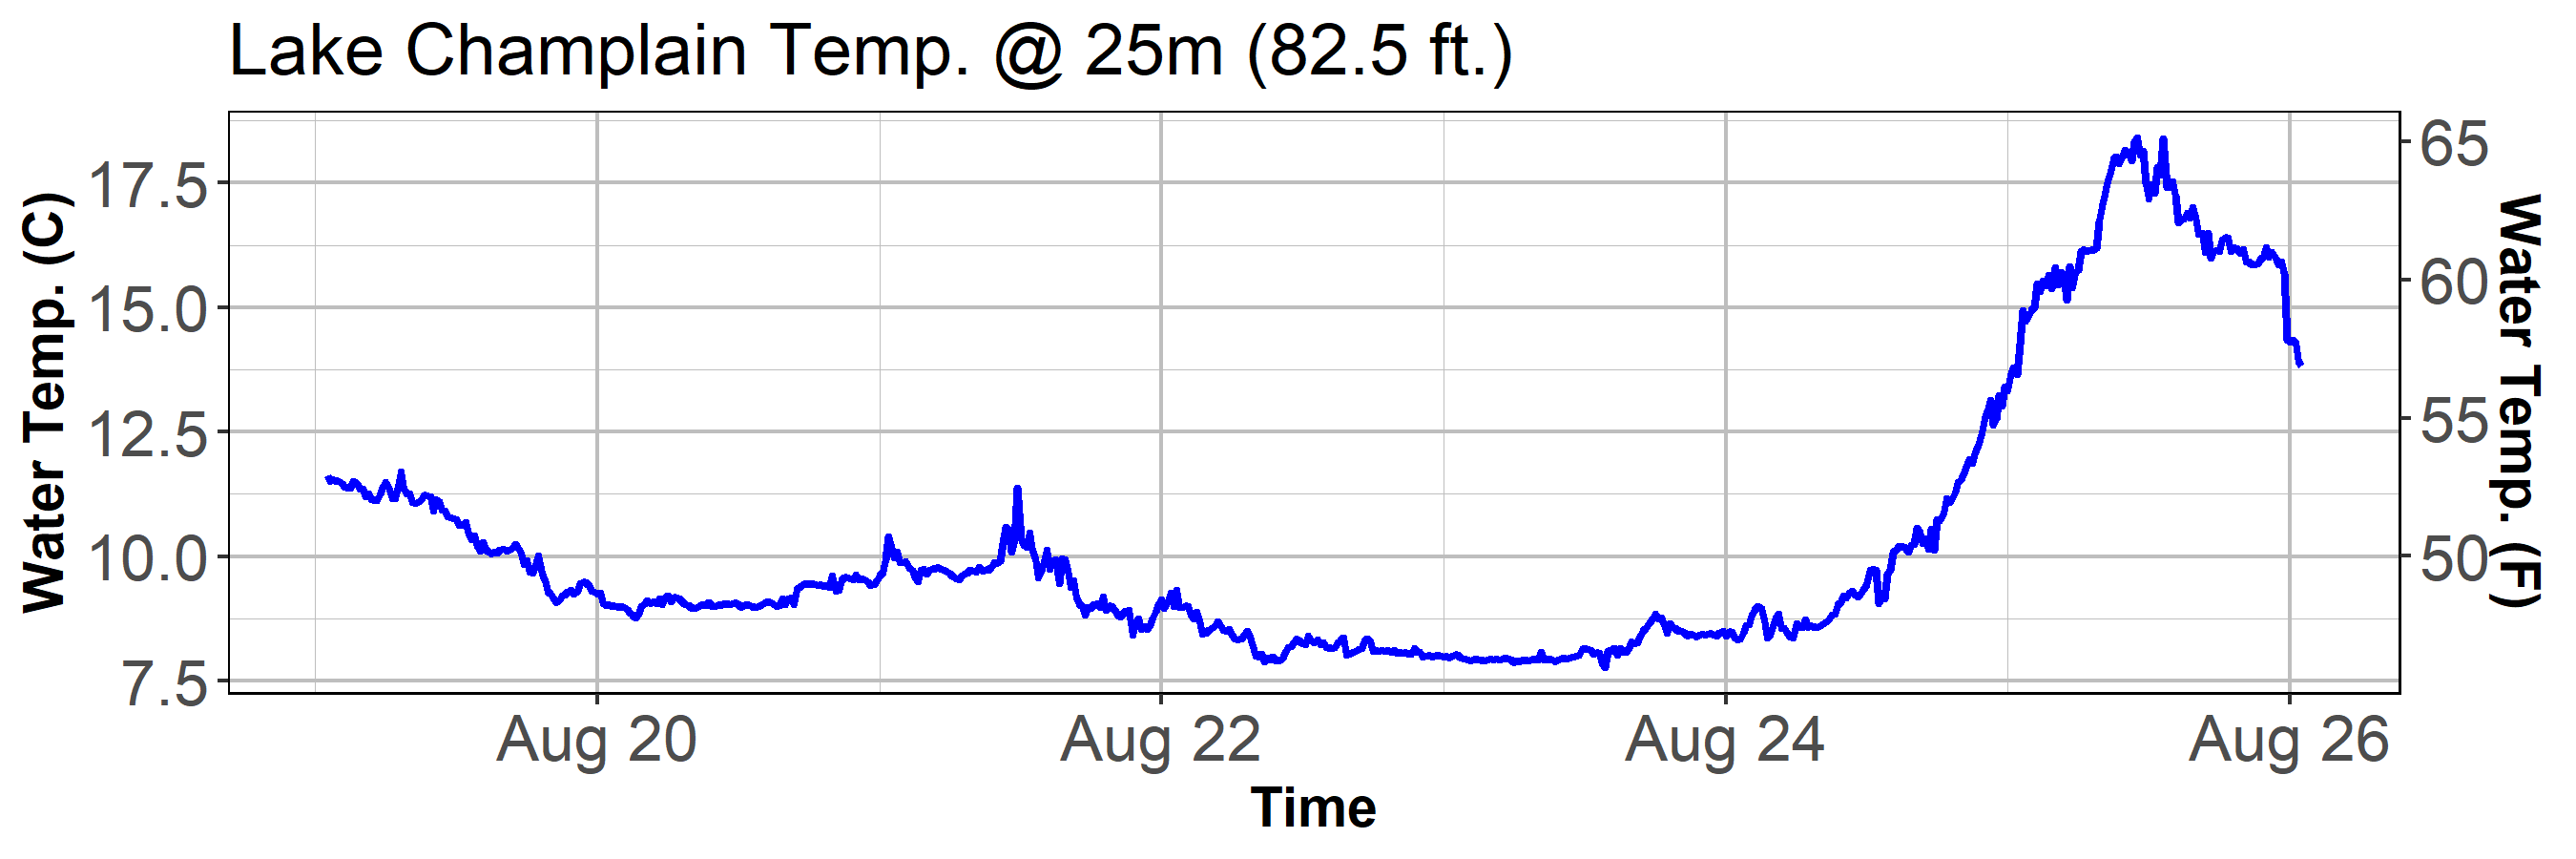 Lake Champlain Temp. @ 25m (82.5 ft.)
Water Temp. (C)
17.5
15.0
12.5
10.0
7.5
65
60
55
50
Water Temp. (F)
Aug 20
Aug 22
Aug 24
Aug 26
Time